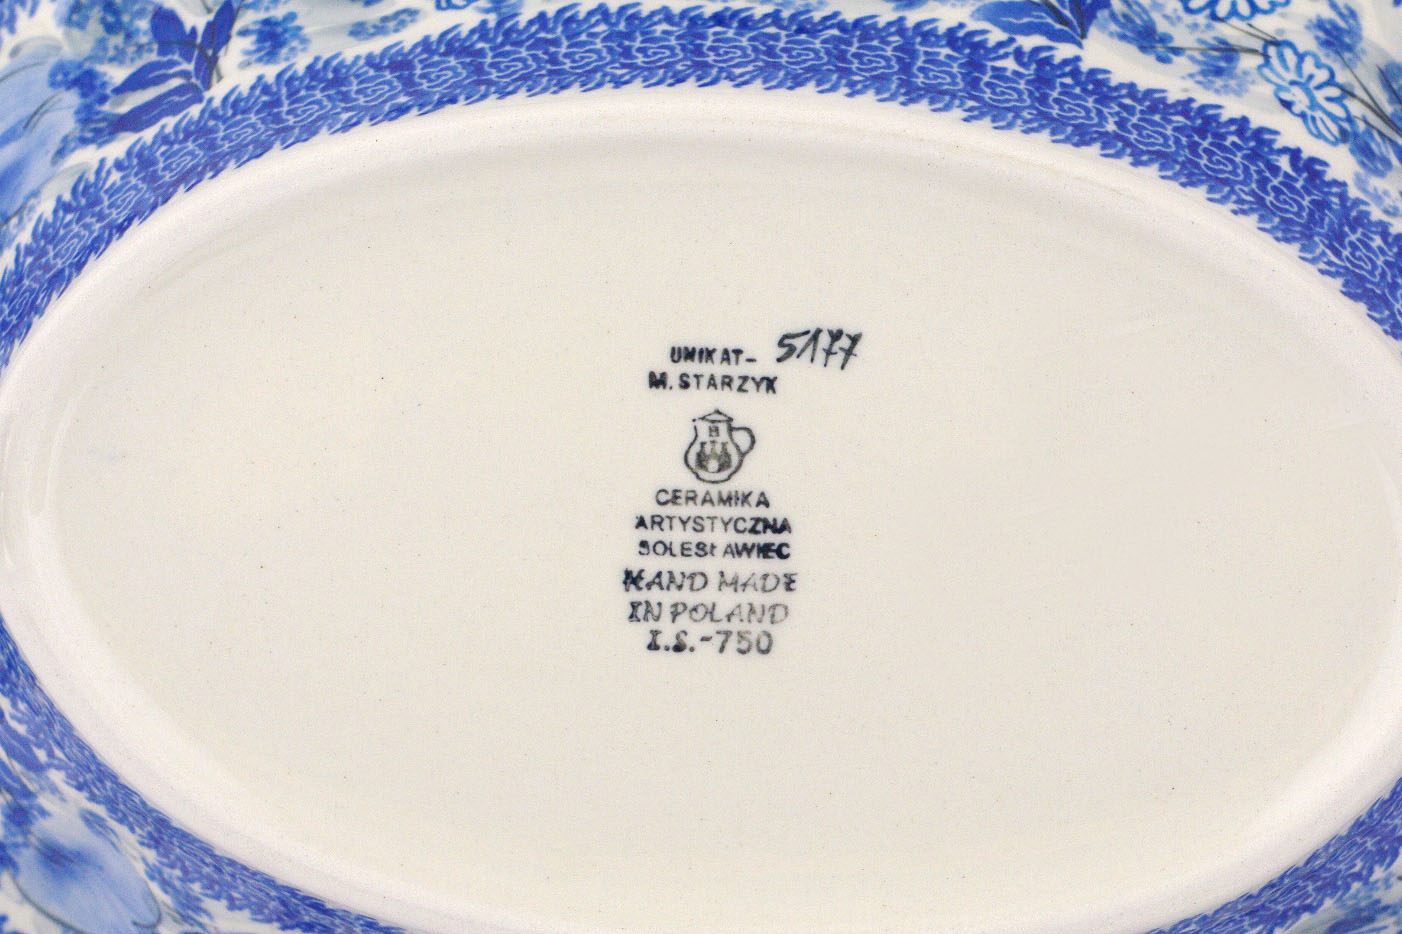 UNIKAT- 5177
M. STARZYK
CERAMIKA
ARTYSTYCZNA
BOLESŁAWIEC
HAND MADE
IN POLAND
I.S.-750